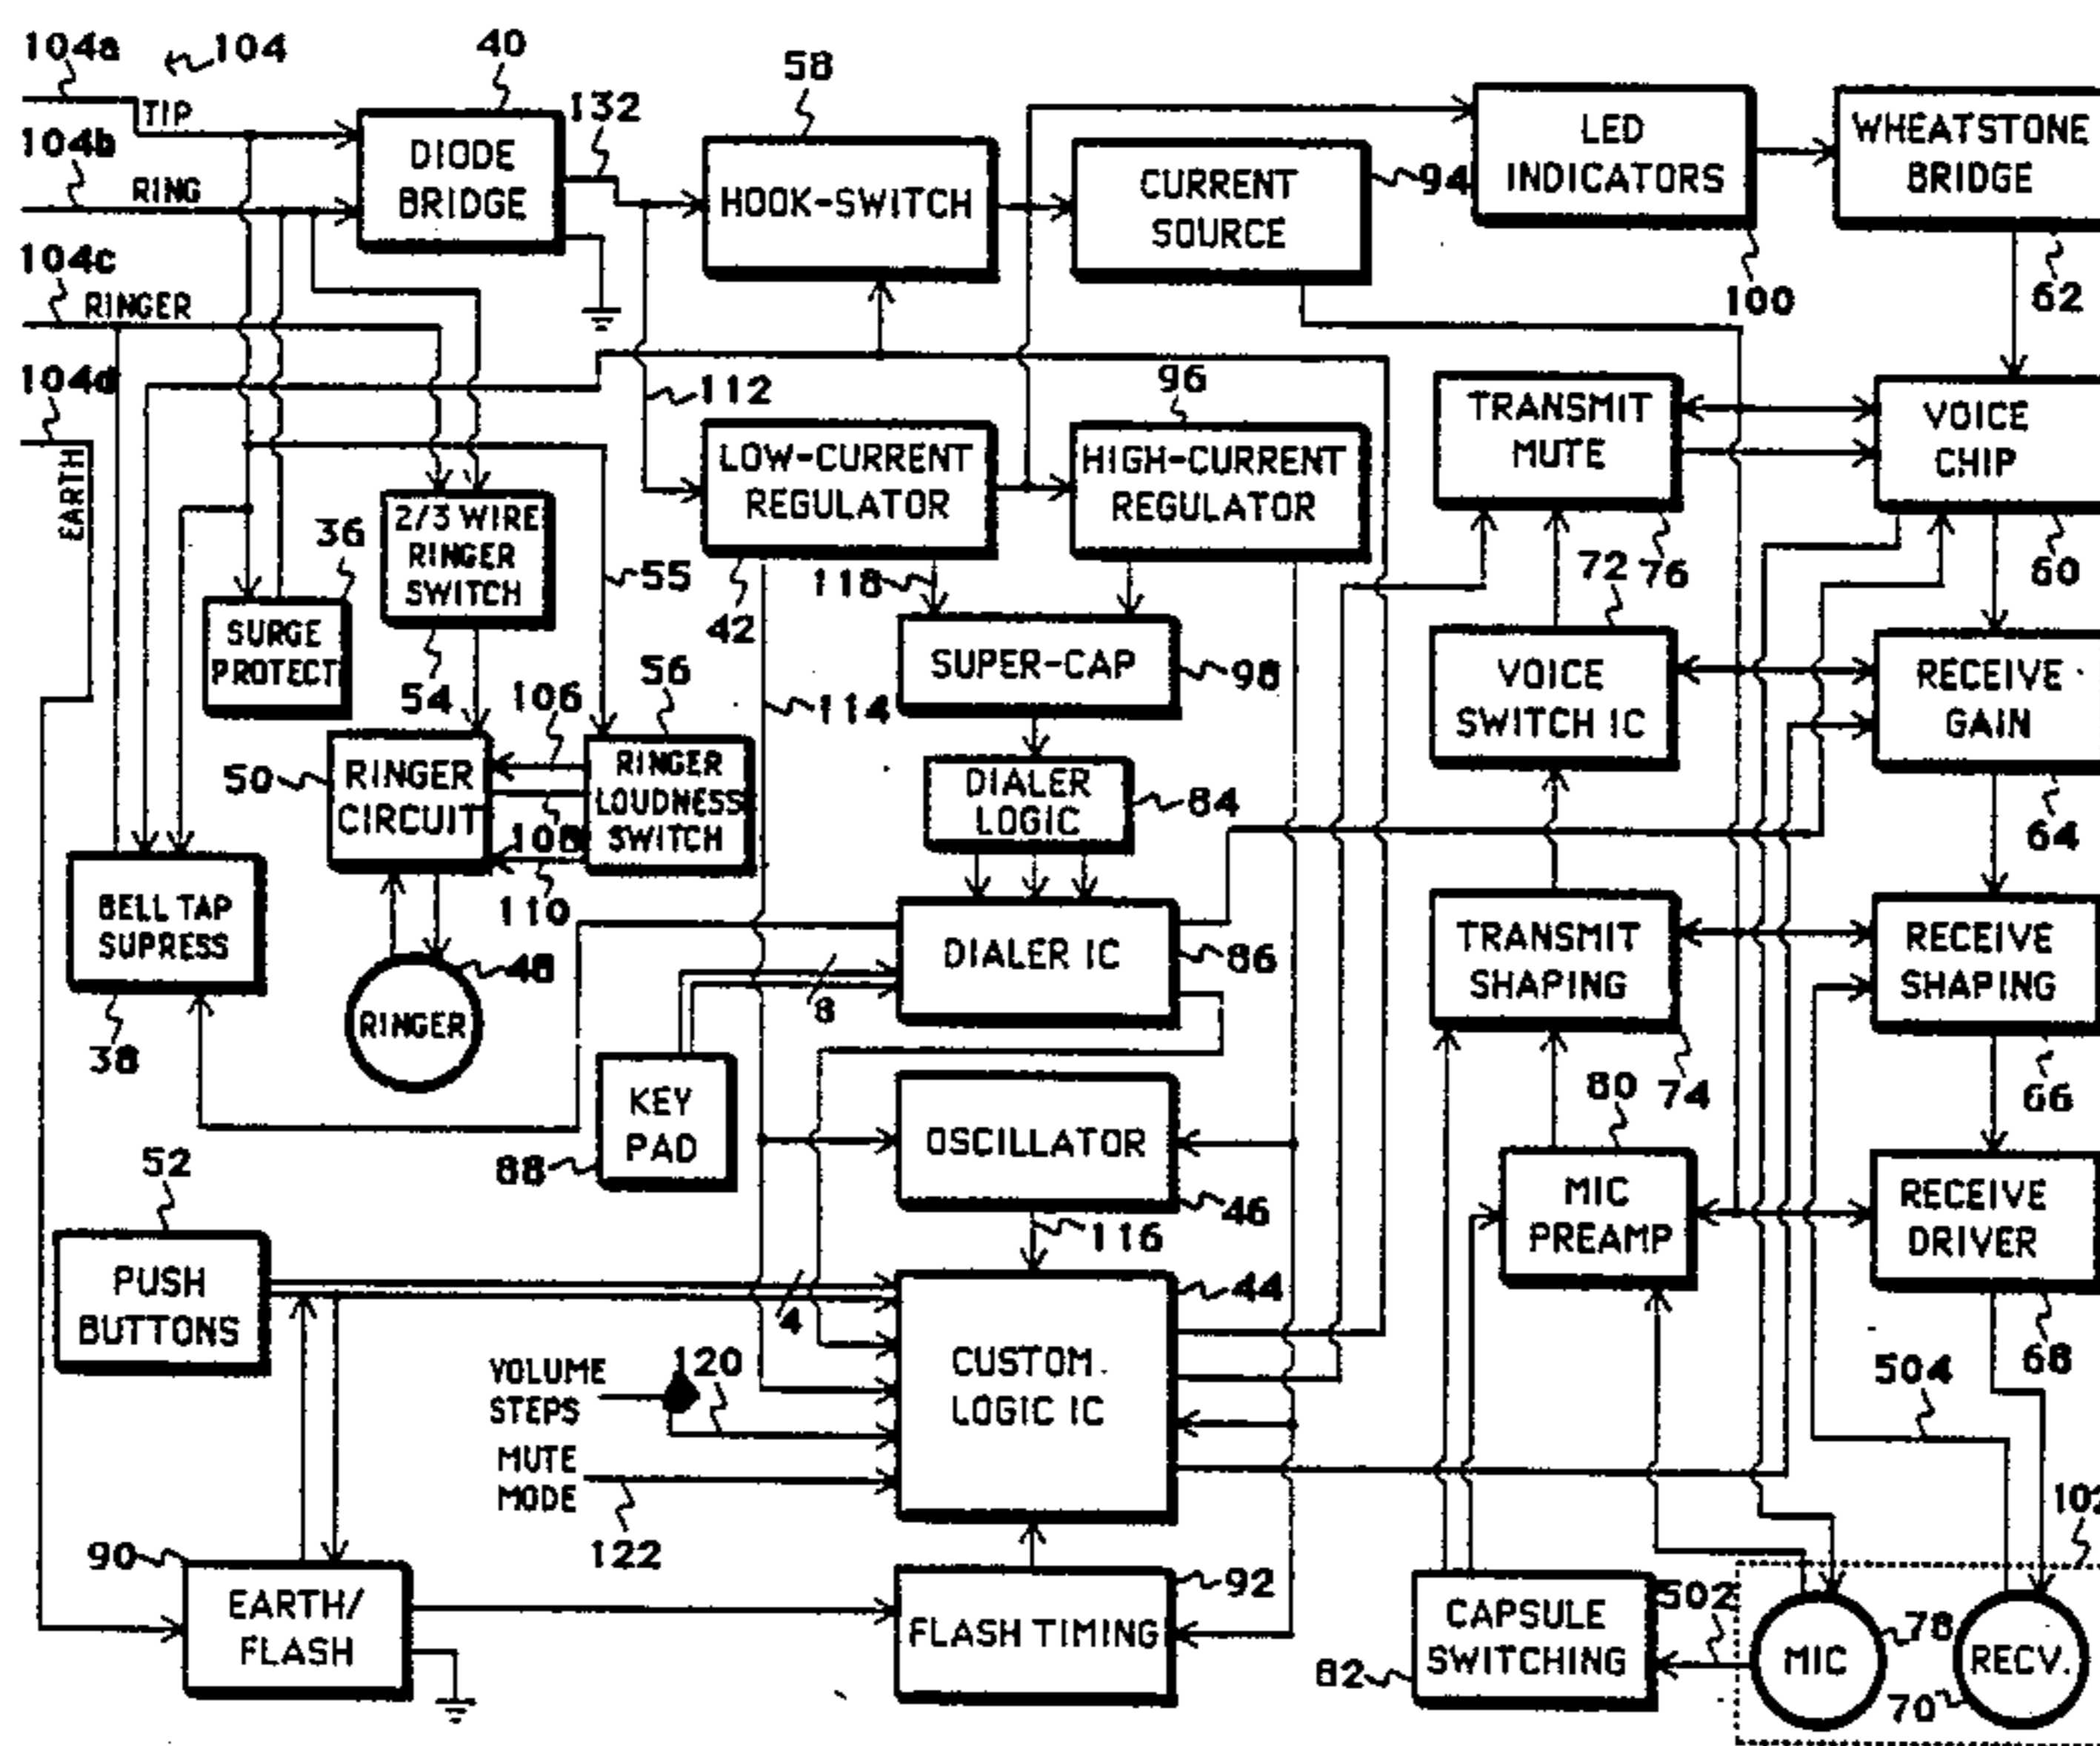 104a
104
40
132
58
TIP
104b
RING
DIODE
BRIDGE
HOOK-SWITCH
CURRENT
SOURCE
94
LED
INDICATORS
WHEATSTONE
BRIDGE
104c
RINGER
100
62
104d
EARTH
112
96
LOW-CURRENT
REGULATOR
HIGH-CURRENT
REGULATOR
TRANSMIT
MUTE
VOICE
CHIP
36
2/3 WIRE
RINGER
SWITCH
55
42
118
72
76
60
SURGE
PROTECT
54
SUPER-CAP
98
VOICE
SWITCH IC
RECEIVE
GAIN
106
56
114
50
RINGER
CIRCUIT
RINGER
LOUDNESS
SWITCH
108
110
DIALER
LOGIC
84
64
BELL TAP
SUPRESS
38
48
RINGER
DIALER IC
86
8
TRANSMIT
SHAPING
RECEIVE
SHAPING
80
74
66
KEY
PAD
88
OSCILLATOR
46
116
52
PUSH
BUTTONS
4
MIC
PREAMP
RECEIVE
DRIVER
44
CUSTOM
LOGIC IC
VOLUME
STEPS
120
MUTE
MODE
122
504
68
102
90
EARTH/
FLASH
FLASH TIMING
92
CAPSULE
SWITCHING
82
502
MIC
78
RECV.
70